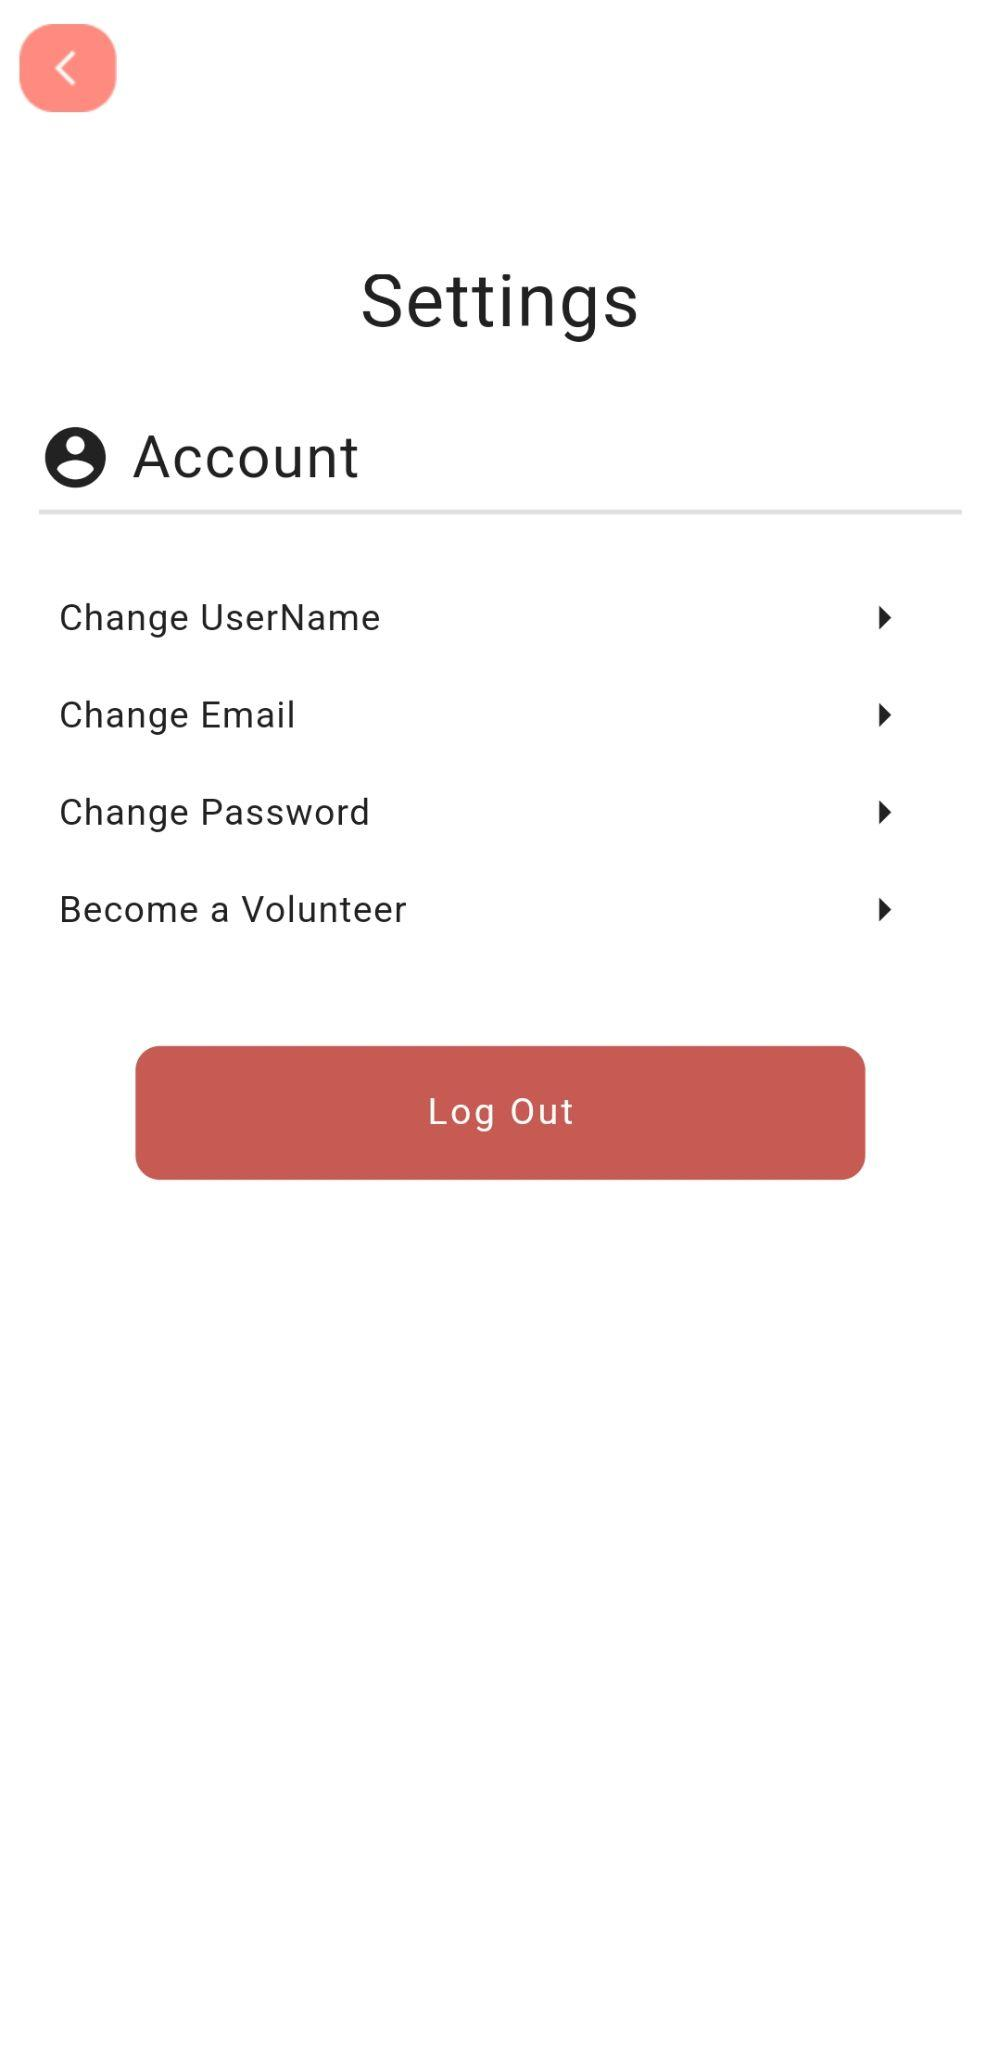 Settings
Account
Change UserName
Change Email
Change Password
Become a Volunteer
Log Out